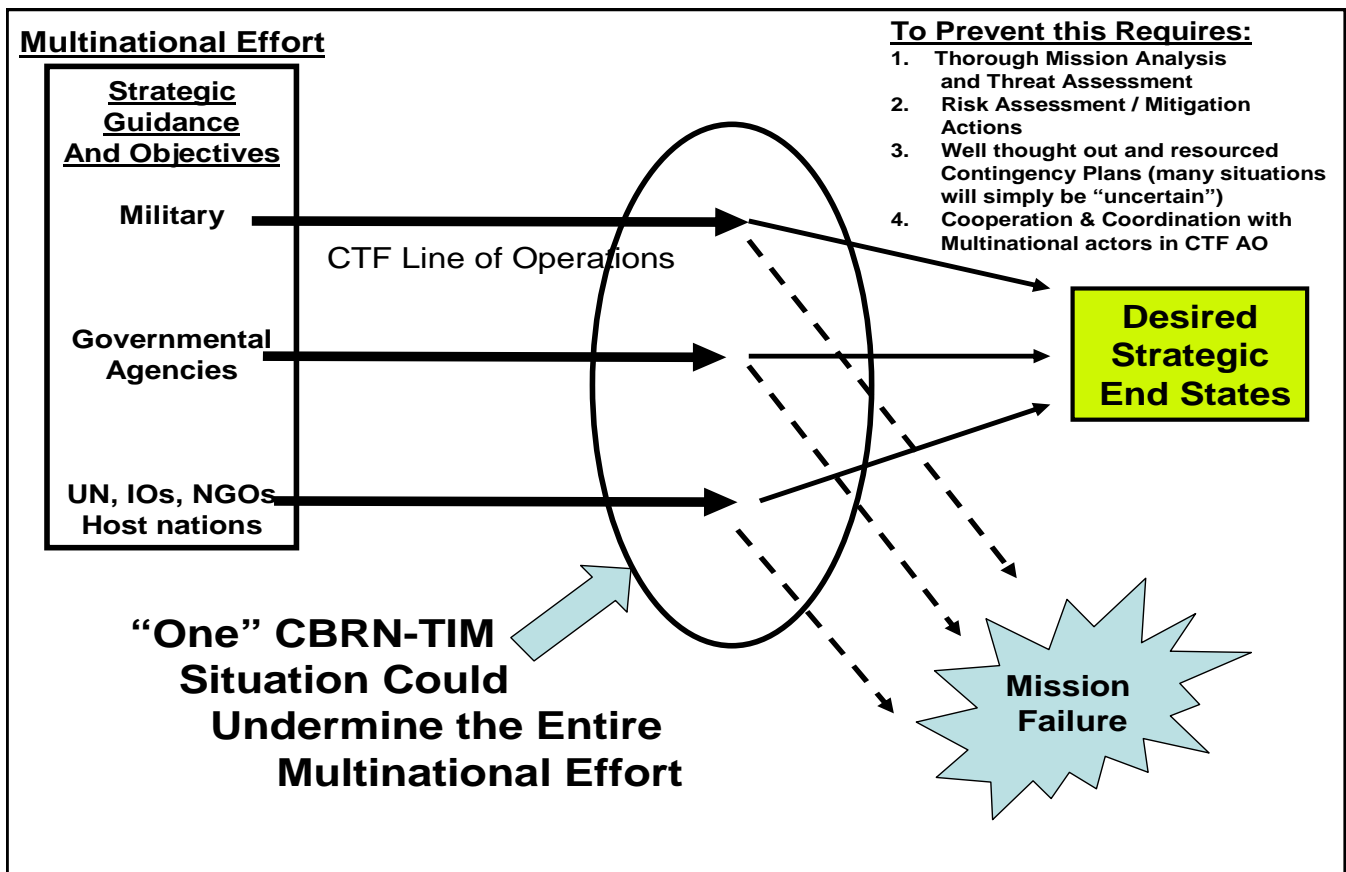 Multinational Effort
Strategic
Guidance
And Objectives
Military
Governmental
Agencies
UN, IOs, NGOs
Host nations
CTF Line of Operations
“One” CBRN-TIM
Situation Could
Undermine the Entire
Multinational Effort
To Prevent this Requires:
1. Thorough Mission Analysis
and Threat Assessment
2. Risk Assessment / Mitigation
Actions
3. Well thought out and resourced
Contingency Plans (many situations
will simply be “uncertain”)
4. Cooperation & Coordination with
Multinational actors in CTF AO
Desired
Strategic
End States
Mission
Failure